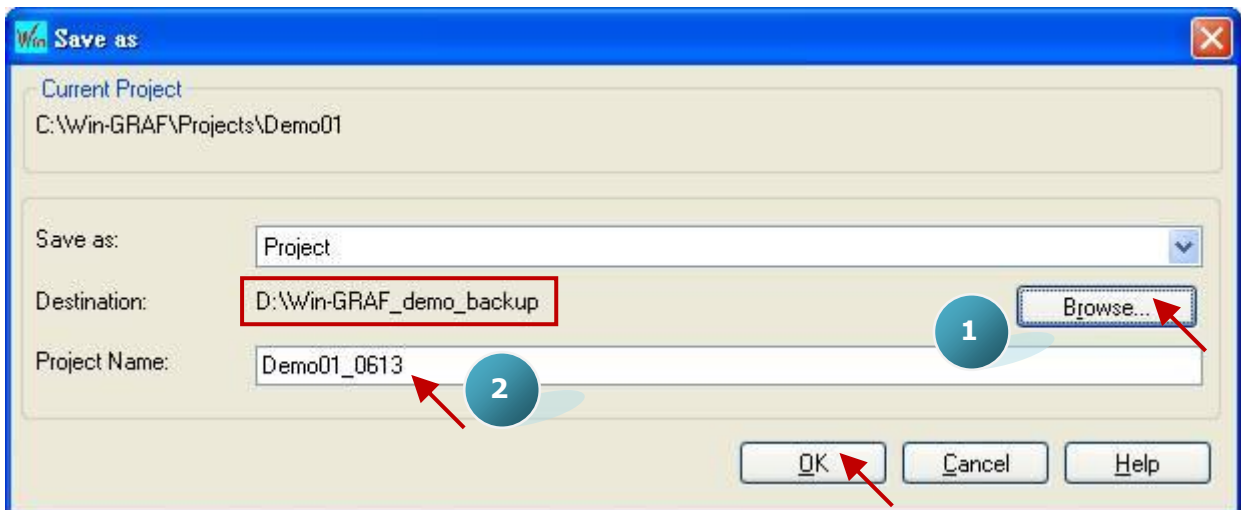 Win Save as
Current Project
C:\Win-GRAF\Projects\Demo01
Save as: Project
Destination: D:\Win-GRAF_demo_backup Browse...
1
Project Name: Demo01_0613
2
OK Cancel Help